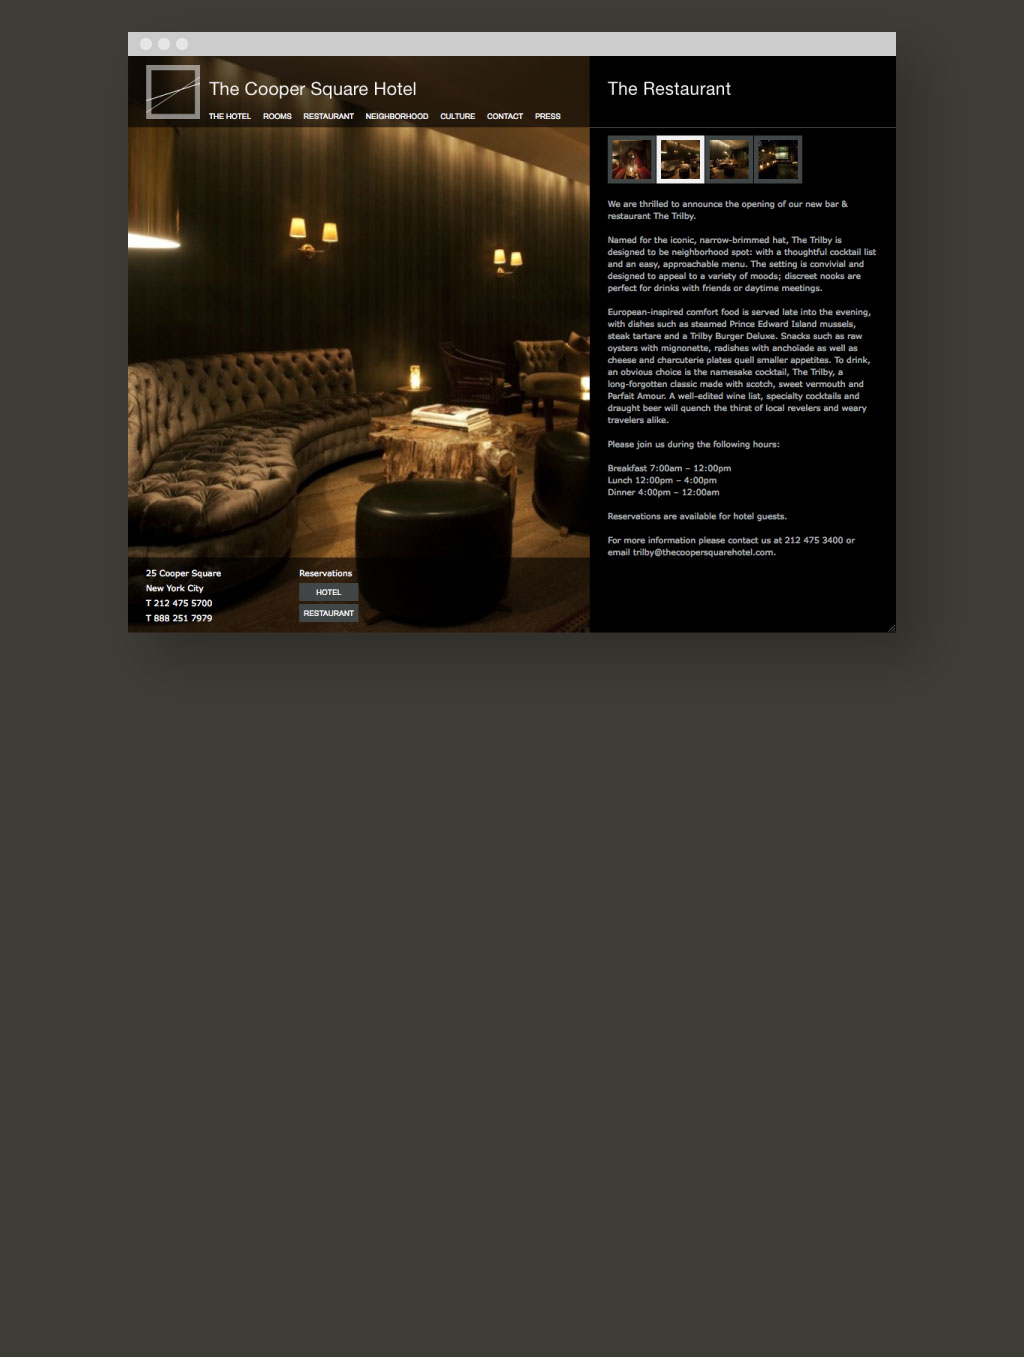 The Cooper Square Hotel
THE HOTEL ROOMS RESTAURANT NEIGHBORHOOD CULTURE CONTACT PRESS
25 Cooper Square
New York City
T 212 475 5700
T 888 251 7979
Reservations
HOTEL
RESTAURANT
The Restaurant
We are thrilled to announce the opening of our new bar &
restaurant The Trilby.
Named for the iconic, narrow-brimmed hat, The Trilby is
designed to be neighborhood spot: with a thoughtful cocktail list
and an easy, approachable menu. The setting is convivial and
designed to appeal to a variety of moods; discreet nooks are
perfect for drinks with friends or daytime meetings.
European-inspired comfort food is served late into the evening,
with dishes such as steamed Prince Edward Island mussels,
steak tartare and a Trilby Burger Deluxe. Snacks such as raw
oysters with mignonette, radishes with anchoïade as well as
cheese and charcuterie plates quell smaller appetites. To drink,
an obvious choice is the namesake cocktail, The Trilby, a
long-forgotten classic made with scotch, sweet vermouth and
Parfait Amour. A well-edited wine list, specialty cocktails and
draught beer will quench the thirst of local revelers and weary
travelers alike.
Please join us during the following hours:
Breakfast 7:00am – 12:00pm
Lunch 12:00pm – 4:00pm
Dinner 4:00pm – 12:00am
Reservations are available for hotel guests.
For more information please contact us at 212 475 3400 or
email trilby@thecoopersquarehotel.com.